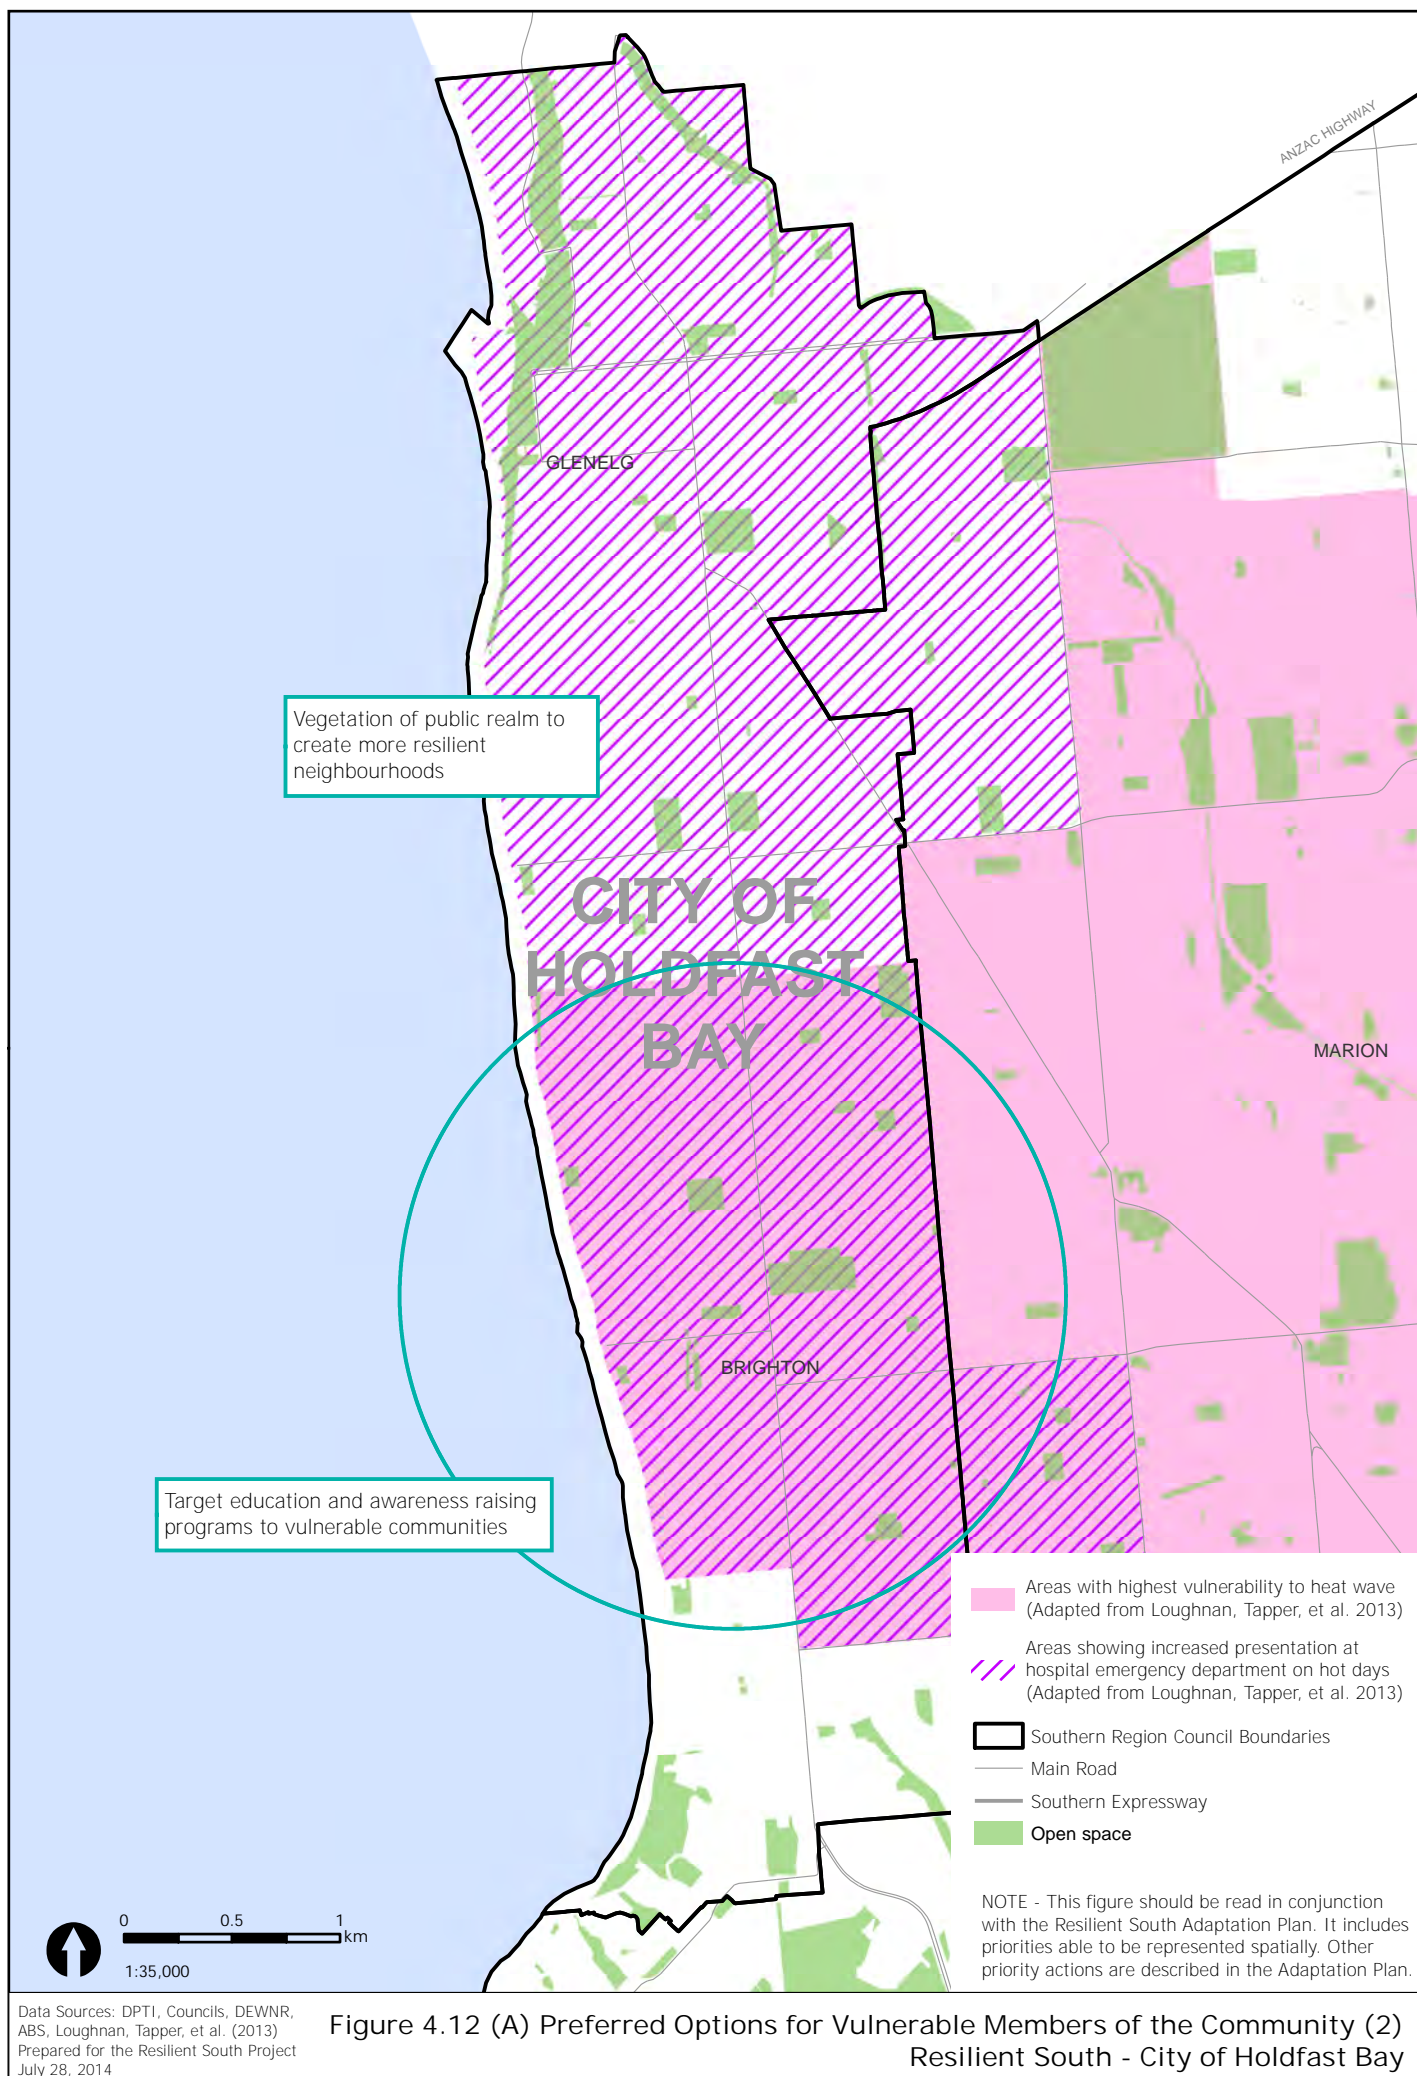 ANZAC HIGHWAY
GLENELG
Vegetation of public realm to
create more resilient
neighbourhoods
CITY OF
HOLDFAST
BAY
MARION
BRIGHTON
Target education and awareness raising
programs to vulnerable communities
Areas with highest vulnerability to heat wave
(Adapted from Loughnan, Tapper, et al. 2013)
Areas showing increased presentation at
hospital emergency department on hot days
(Adapted from Loughnan, Tapper, et al. 2013)
Southern Region Council Boundaries
Main Road
Southern Expressway
Open space
NOTE - This figure should be read in conjunction
with the Resilient South Adaptation Plan. It includes
priorities able to be represented spatially. Other
priority actions are described in the Adaptation Plan.
0 0.5 1
km
1:35,000
Data Sources: DPTI, Councils, DEWNR,
ABS, Loughnan, Tapper, et al. (2013)
Prepared for the Resilient South Project
July 28, 2014
Figure 4.12 (A) Preferred Options for Vulnerable Members of the Community (2)
Resilient South - City of Holdfast Bay